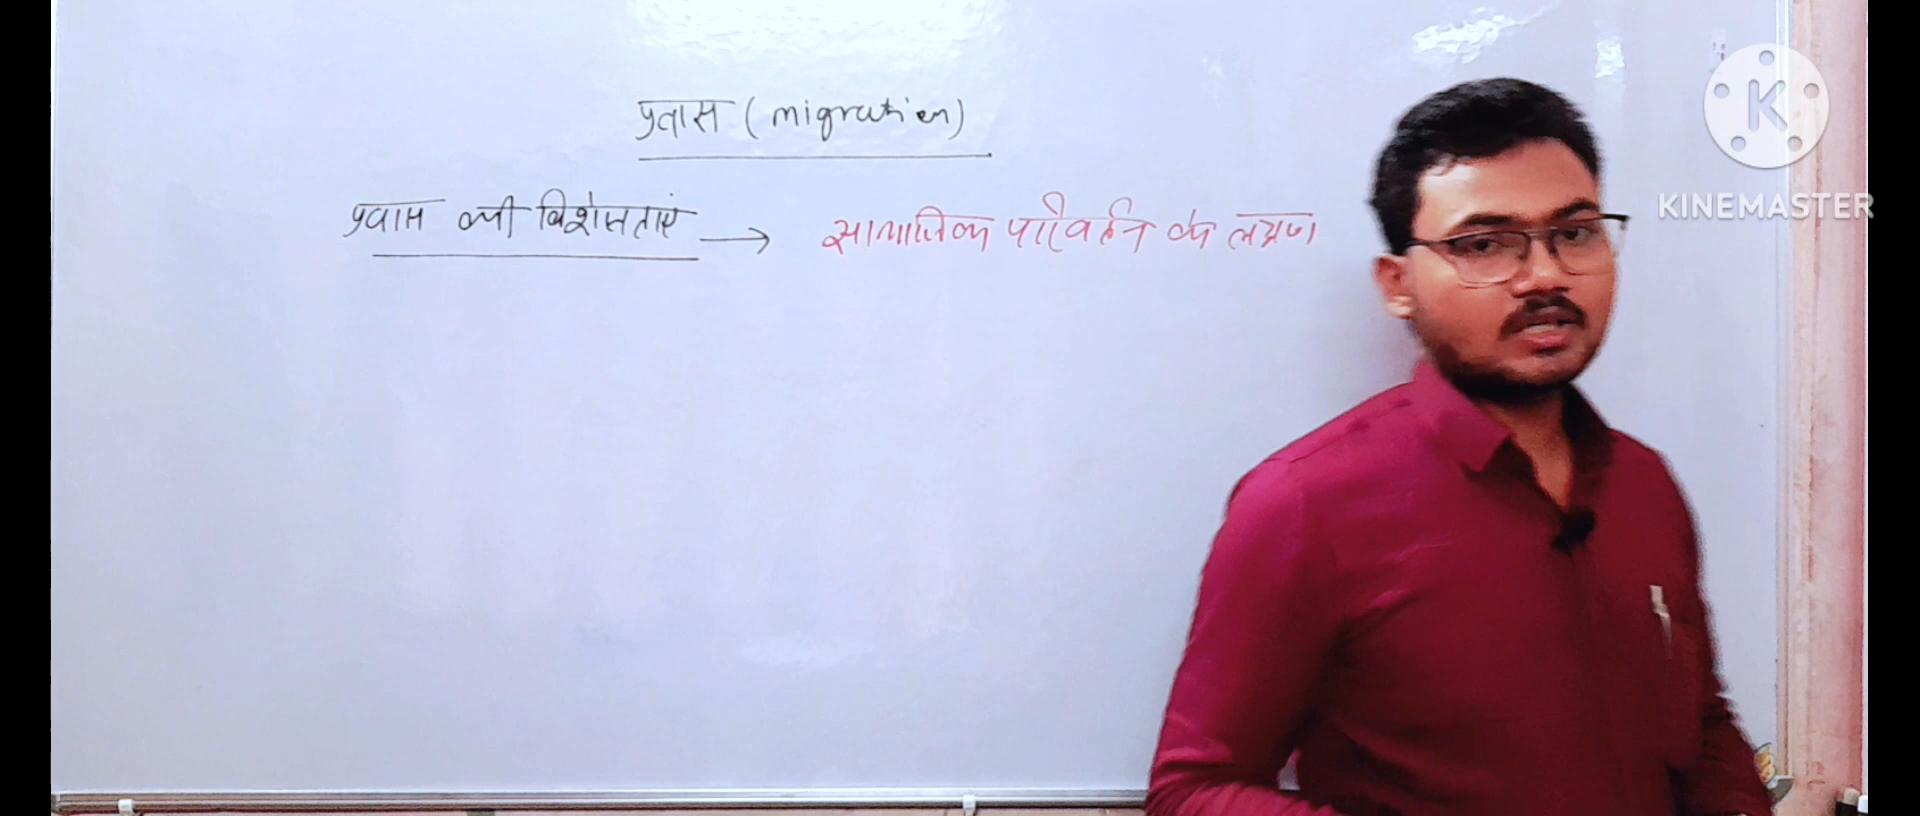 प्रवास (migration)
प्रवास की विशेषताएं → सामाजिक परिवर्तन के लक्षण
K
KINEMASTER